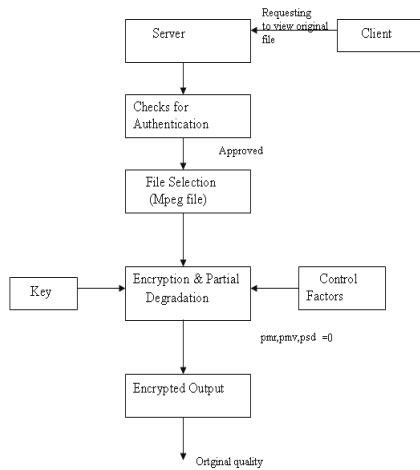 Requesting
to view original
file
Server
Client
Checks for
Authentication
Approved
File Selection
(Mpeg file)
Encryption & Partial
Degradation
Key
Control
Factors
pmr,pmv,psd =0
Encrypted Output
Original quality